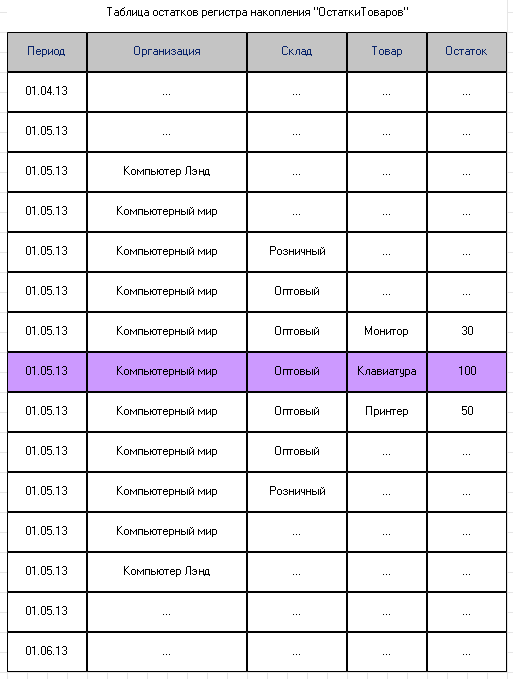 Таблица остатков регистра накопления "ОстаткиТоваров"
Период Организация Склад Товар Остаток
01.04.13 ... ... ... ...
01.05.13 ... ... ... ...
01.05.13 Компьютер Лэнд ... ... ...
01.05.13 Компьютерный мир ... ... ...
01.05.13 Компьютерный мир Розничный ... ...
01.05.13 Компьютерный мир Оптовый ... ...
01.05.13 Компьютерный мир Оптовый Монитор 30
01.05.13 Компьютерный мир Оптовый Клавиатура 100
01.05.13 Компьютерный мир Оптовый Принтер 50
01.05.13 Компьютерный мир Оптовый ... ...
01.05.13 Компьютерный мир Розничный ... ...
01.05.13 Компьютерный мир ... ... ...
01.05.13 Компьютер Лэнд ... ... ...
01.05.13 ... ... ... ...
01.06.13 ... ... ... ...